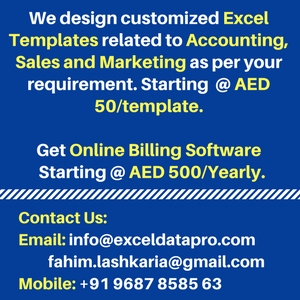 We design customized Excel
Templates related to Accounting,
Sales and Marketing as per your
requirement. Starting @ AED
50/template.
Get Online Billing Software
Starting @ AED 500/Yearly.
Contact Us:
Email: info@exceldatapro.com
fahim.lashkaria@gmail.com
Mobile: +91 9687 8585 63